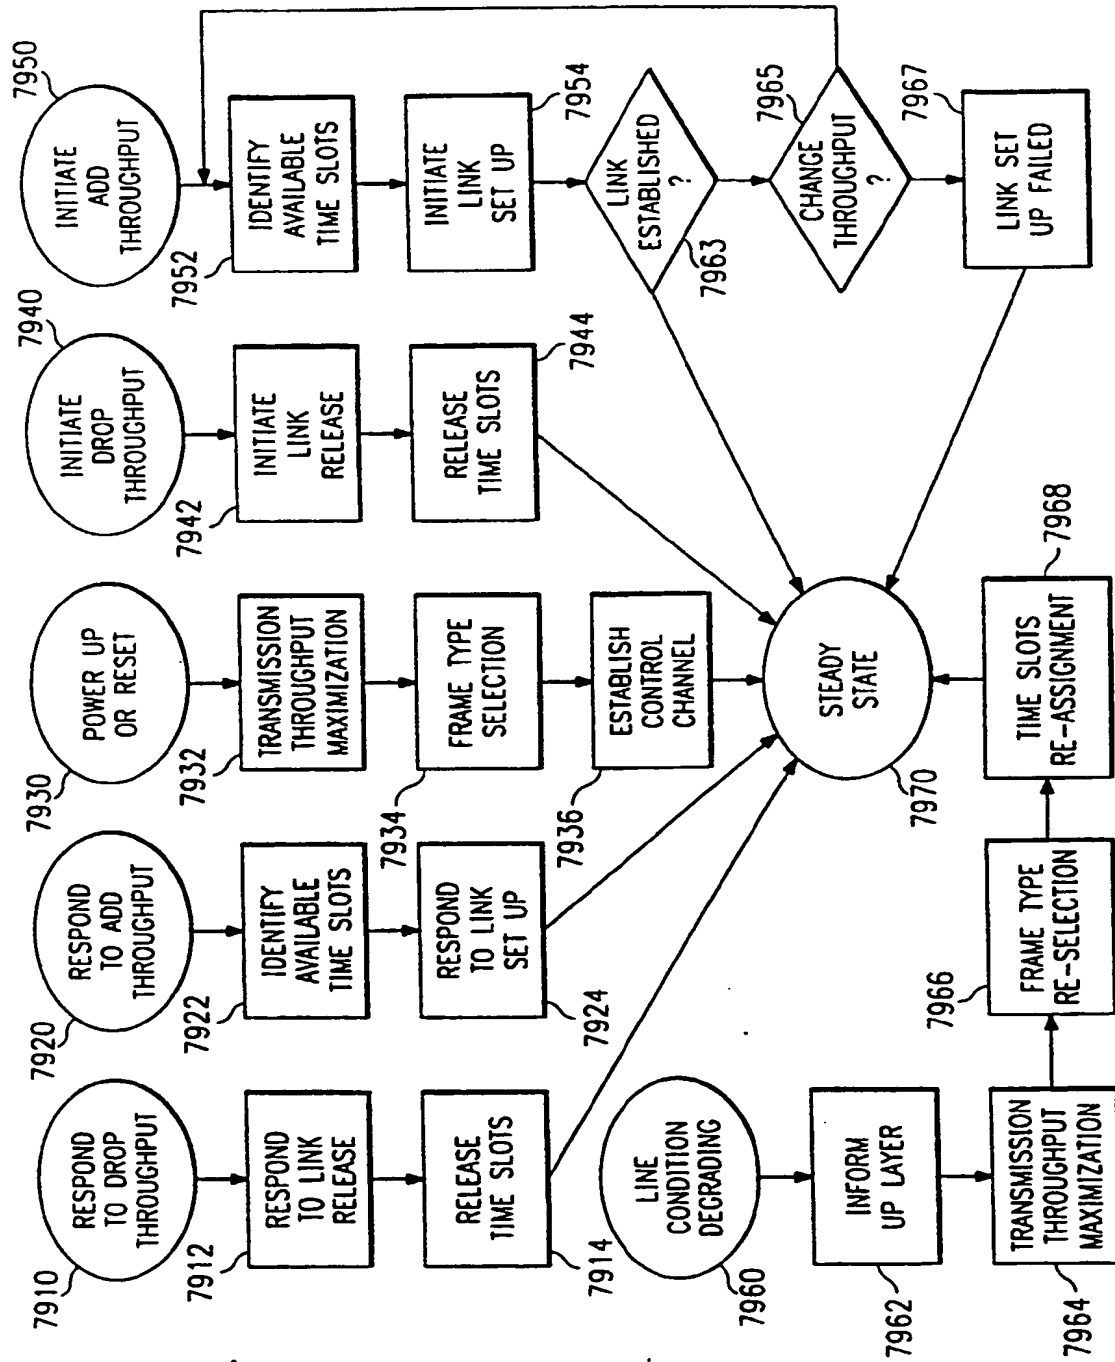 7910
RESPOND
TO DROP
THROUGHPUT
7912
RESPOND
TO LINK
RELEASE
RELEASE
TIME SLOTS
7914
7920
RESPOND
TO ADD
THROUGHPUT
7922
IDENTIFY
AVAILABLE
TIME SLOTS
RESPOND
TO LINK
SET UP
7924
7930
POWER UP
OR RESET
7932
TRANSMISSION
THROUGHPUT
MAXIMIZATION
7934
FRAME TYPE
SELECTION
7936
ESTABLISH
CONTROL
CHANNEL
7940
INITIATE
DROP
THROUGHPUT
7942
INITIATE
LINK
RELEASE
RELEASE
TIME SLOTS
7944
7950
INITIATE
ADD
THROUGHPUT
7952
IDENTIFY
AVAILABLE
TIME SLOTS
INITIATE
LINK
SET UP
7954
LINK
ESTABLISHED
?
7963
CHANGE
THROUGHPUT
?
7965
LINK SET
UP FAILED
7967
7960
LINE
CONDITION
DEGRADING
7962
INFORM
UP LAYER
7964
TRANSMISSION
THROUGHPUT
MAXIMIZATION
7966
FRAME TYPE
RE-SELECTION
TIME SLOTS
RE-ASSIGNMENT
7968
STEADY
STATE
7970